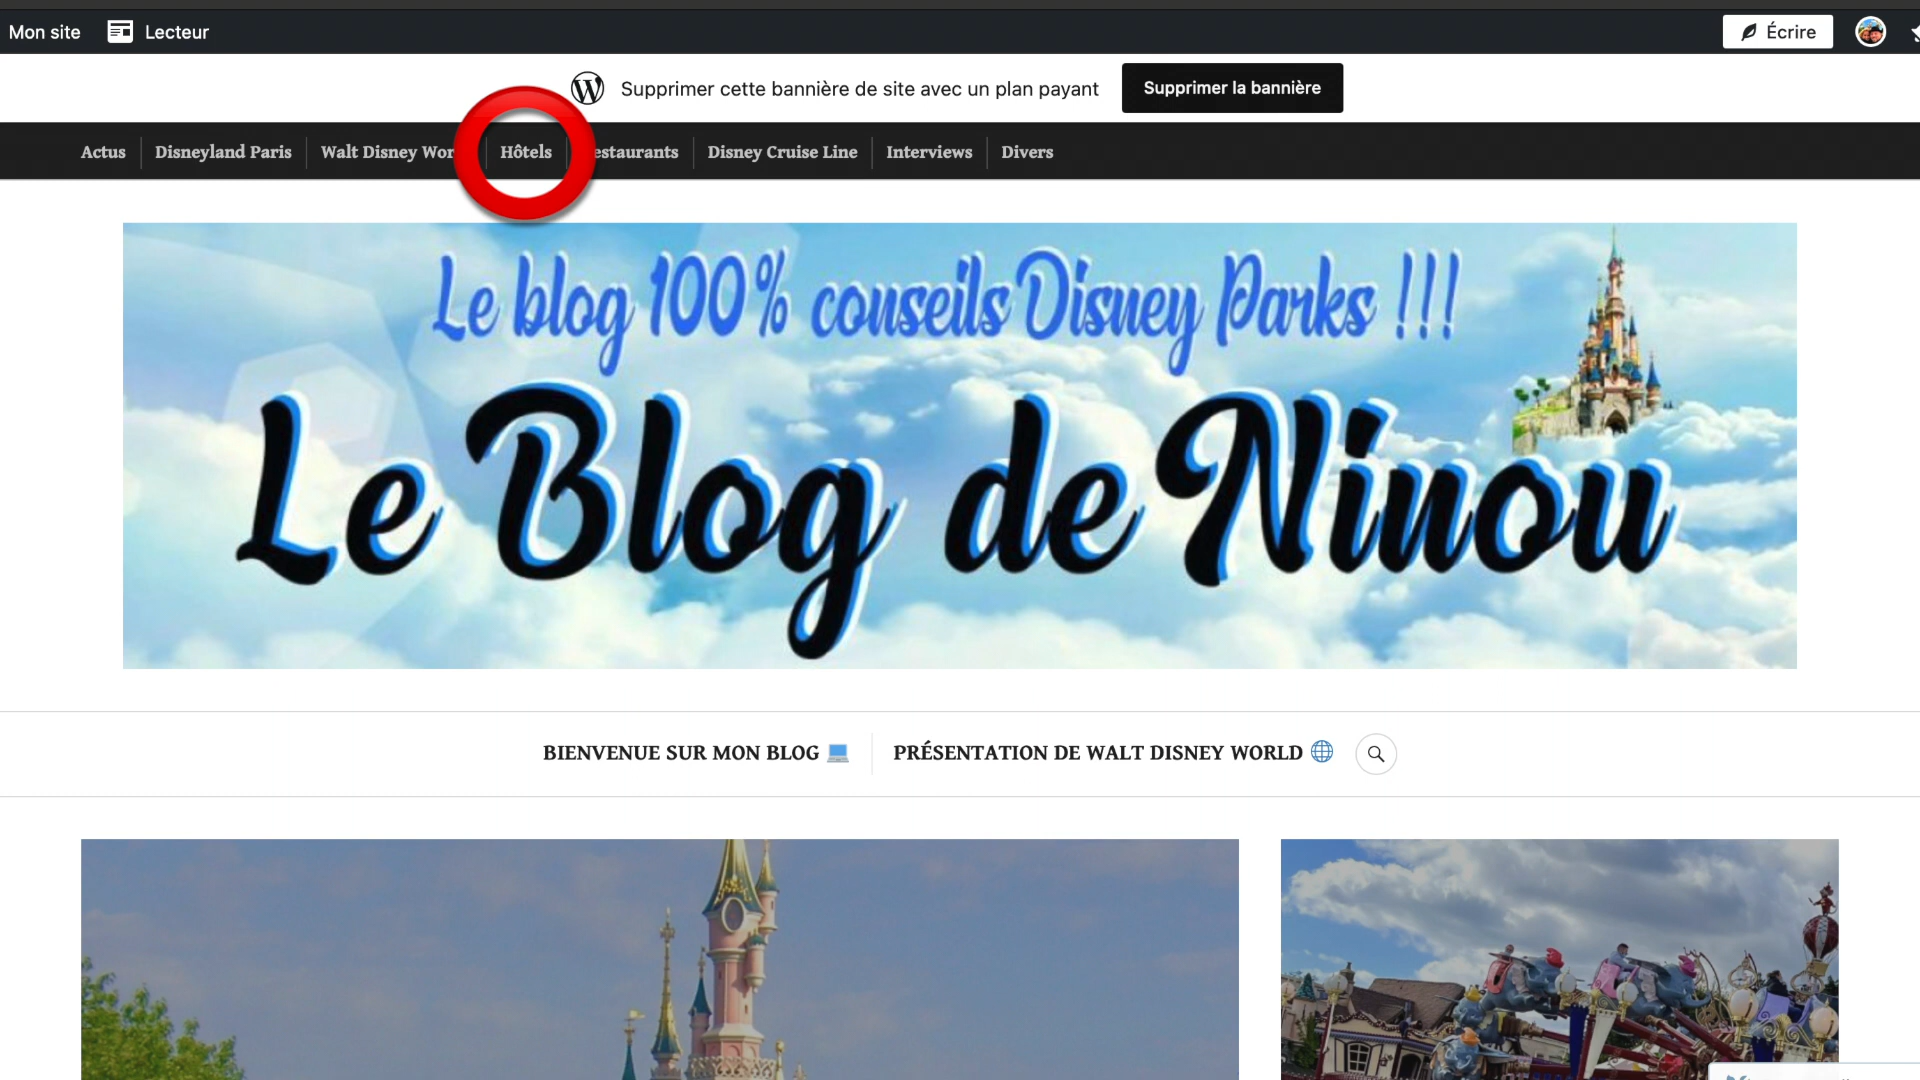 Mon site Lecteur Écrire
Supprimer cette bannière de site avec un plan payant Supprimer la bannière
Actus Disneyland Paris Walt Disney Wor Hôtels estaurants Disney Cruise Line Interviews Divers
Le blog 100% conseils Disney Parks !!!
Le Blog de Ninou
BIENVENUE SUR MON BLOG 💻 PRÉSENTATION DE WALT DISNEY WORLD 🌐